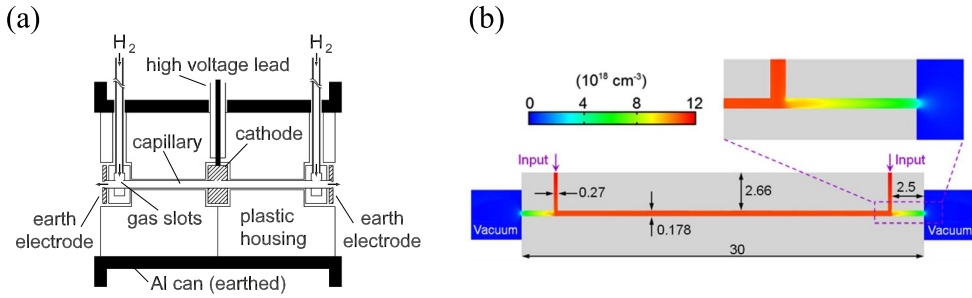 (a)
H2
H2
high voltage lead
cathode
capillary
earth
electrode
gas slots
plastic
housing
earth
electrode
Al can (earthed)
(b)
(10^18 cm^-3)
0 4 8 12
Input
Input
0.27
2.66
2.5
0.178
Vacuum
Vacuum
30